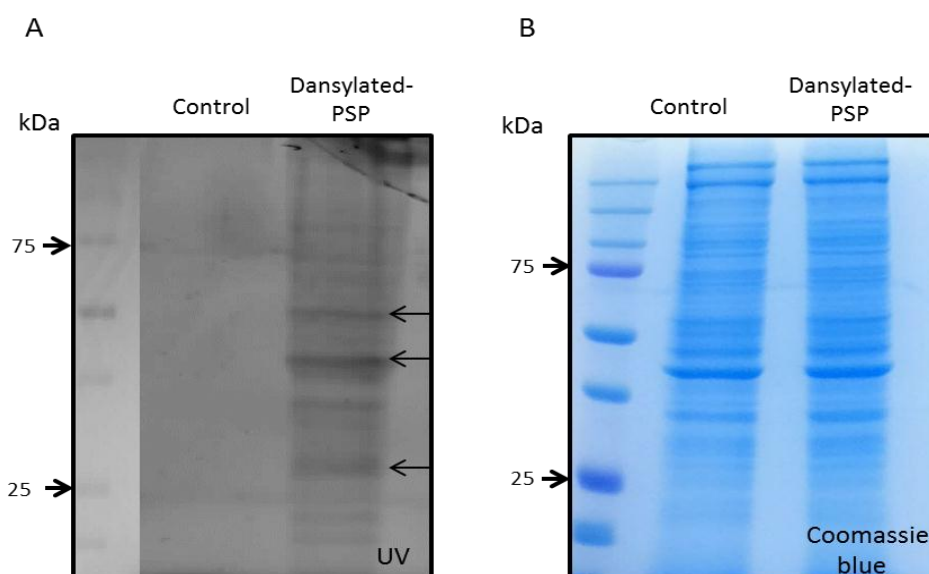 A
Control
Dansylated-
PSP
kDa
75
25
UV
B
Control
Dansylated-
PSP
kDa
75
25
Coomassie
blue